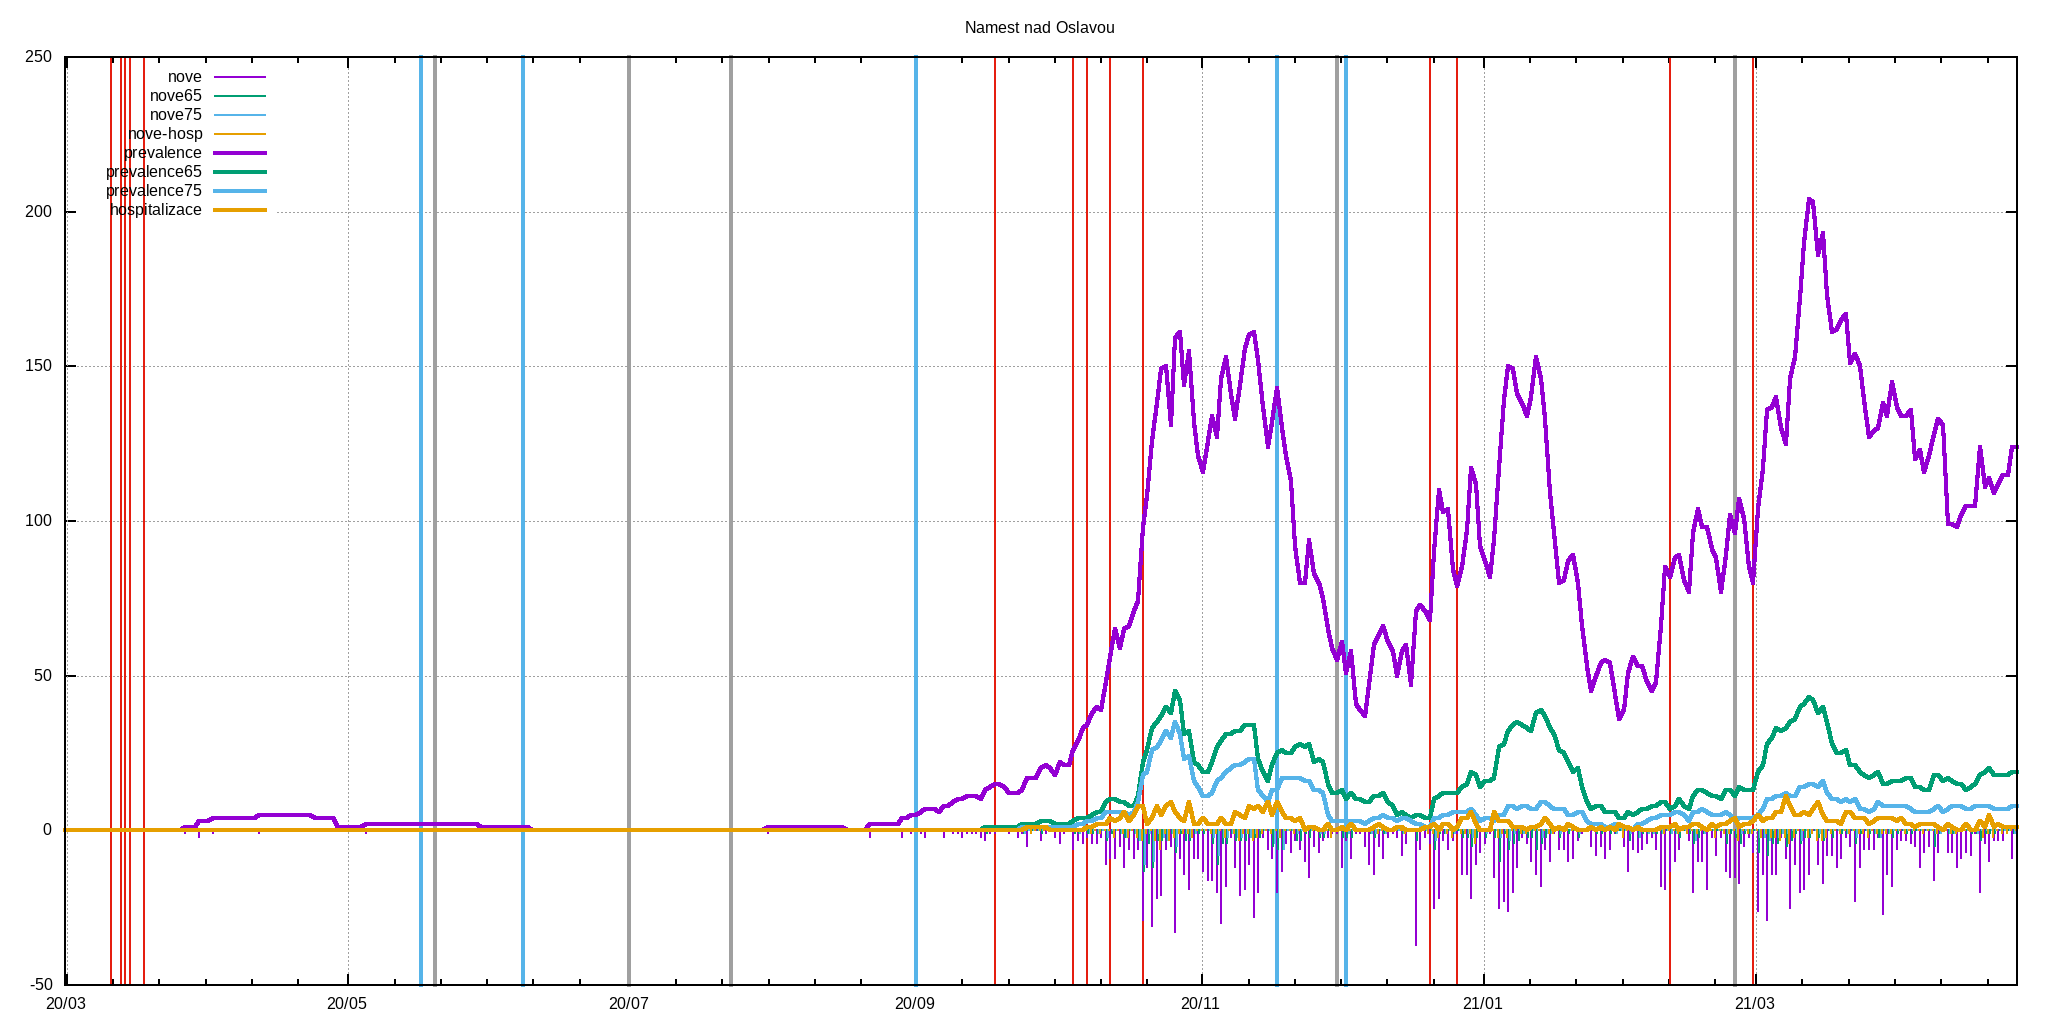 Namest nad Oslavou
250
200
150
100
50
0
-50
nove
nove65
nove75
nove-hosp
prevalence
prevalence65
prevalence75
hospitalizace
20/03 20/05 20/07 20/09 20/11 21/01 21/03